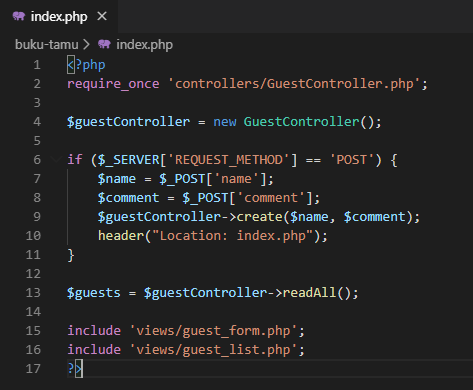 index.php
buku-tamu > index.php
1 <?php
2 require_once 'controllers/GuestController.php';
3
4 $guestController = new GuestController();
5
6 if ($_SERVER['REQUEST_METHOD'] == 'POST') {
7     $name = $_POST['name'];
8     $comment = $_POST['comment'];
9     $guestController->create($name, $comment);
10     header("Location: index.php");
11 }
12
13 $guests = $guestController->readAll();
14
15 include 'views/guest_form.php';
16 include 'views/guest_list.php';
17 ?>